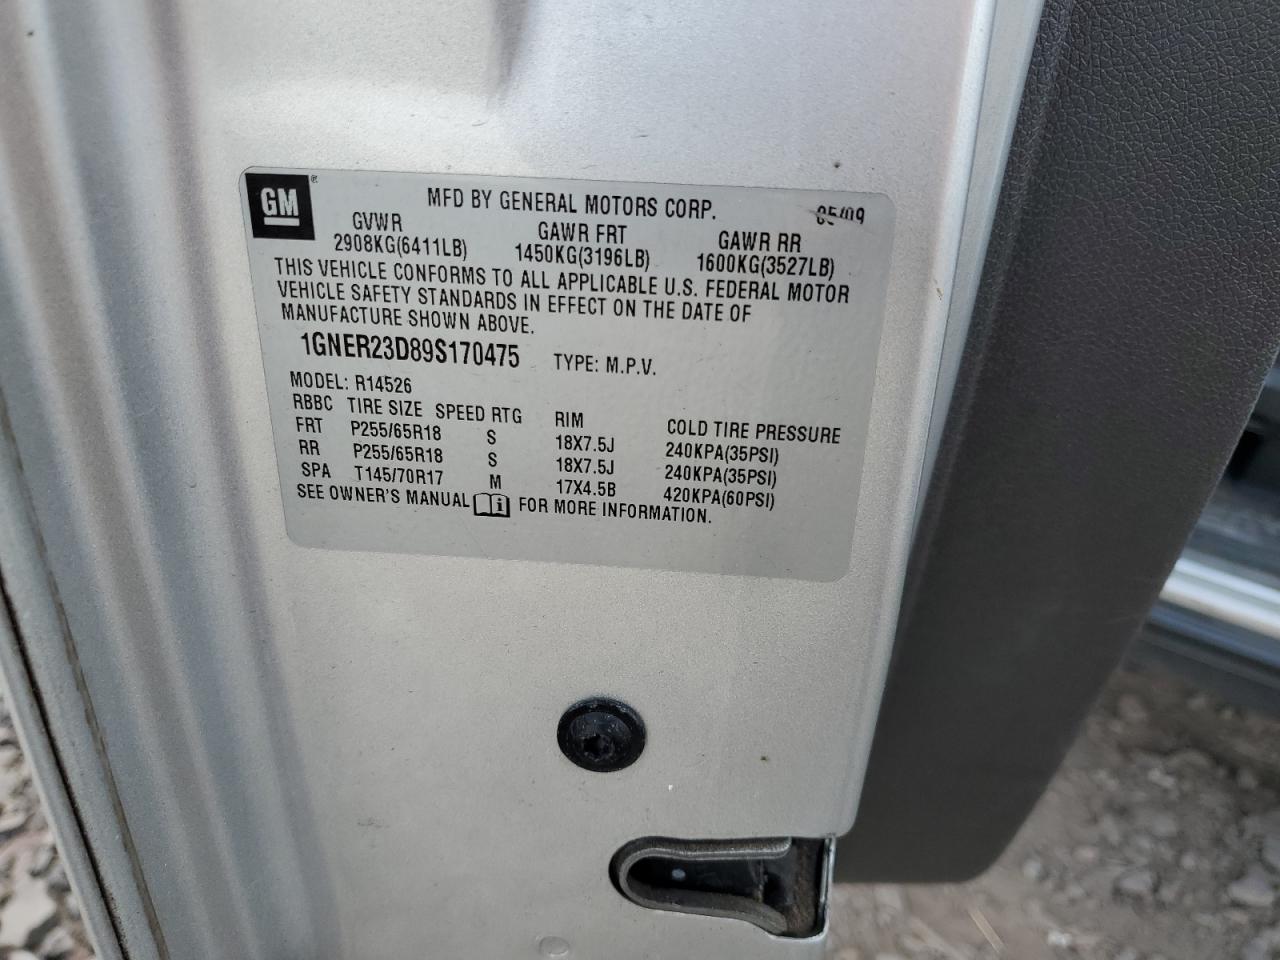 GM®
MFD BY GENERAL MOTORS CORP. 05/09
GVWR GAWR FRT GAWR RR
2908KG(6411LB) 1450KG(3196LB) 1600KG(3527LB)
THIS VEHICLE CONFORMS TO ALL APPLICABLE U.S. FEDERAL MOTOR
VEHICLE SAFETY STANDARDS IN EFFECT ON THE DATE OF
MANUFACTURE SHOWN ABOVE.
1GNER23D89S170475 TYPE: M.P.V.
MODEL: R14526
RBBC TIRE SIZE SPEED RTG RIM COLD TIRE PRESSURE
FRT P255/65R18 S 18X7.5J 240KPA(35PSI)
RR P255/65R18 S 18X7.5J 240KPA(35PSI)
SPA T145/70R17 M 17X4.5B 420KPA(60PSI)
SEE OWNER'S MANUAL i FOR MORE INFORMATION.